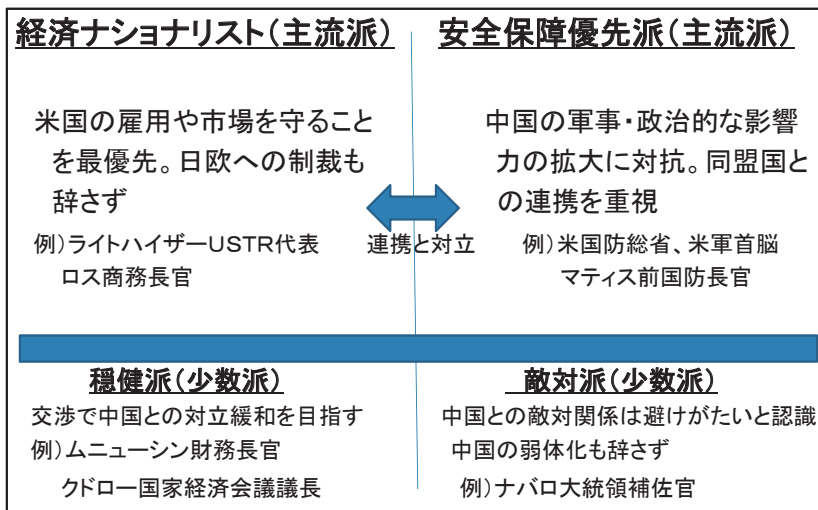 経済ナショナリスト(主流派)
米国の雇用や市場を守ること
を最優先。日欧への制裁も
辞さず
例)ライトハイザーUSTR代表
ロス商務長官
安全保障優先派(主流派)
中国の軍事・政治的な影響
力の拡大に対抗。同盟国と
の連携を重視
例)米国防総省、米軍首脳
マティス前国防長官
連携と対立
穏健派(少数派)
交渉で中国との対立緩和を目指す
例)ムニューシン財務長官
クドロー国家経済会議議長
敵対派(少数派)
中国との敵対関係は避けがたいと認識
中国の弱体化も辞さず
例)ナバロ大統領補佐官